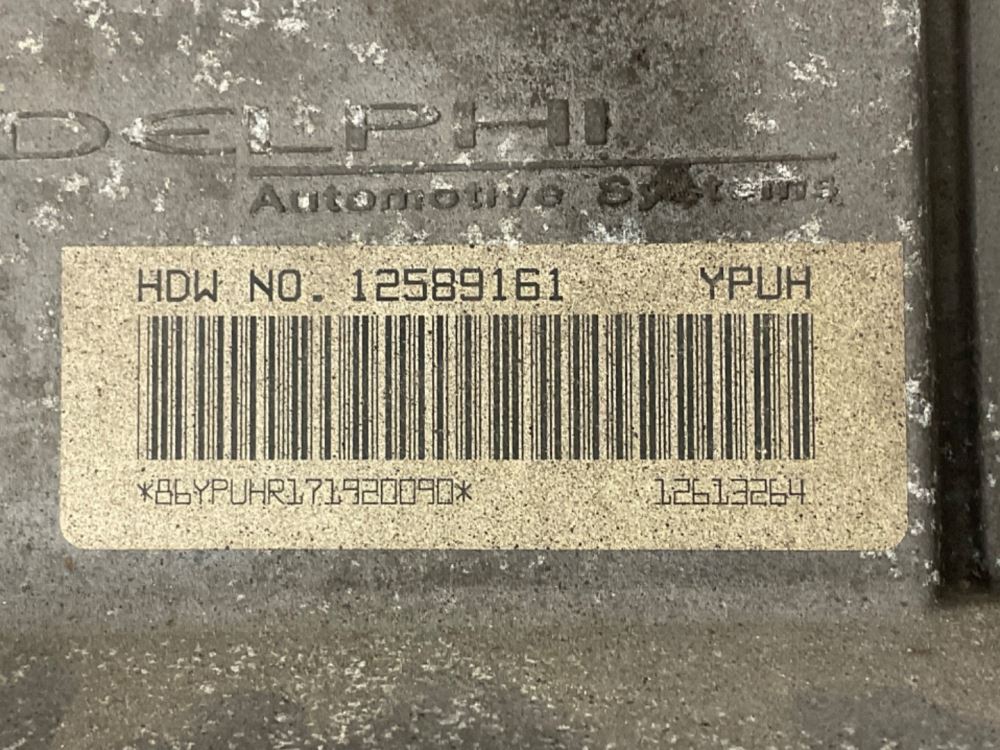 DELPHI
Automotive Systems
HDW NO. 12589161 YPUH
*86YPUHR171920090* 12613264